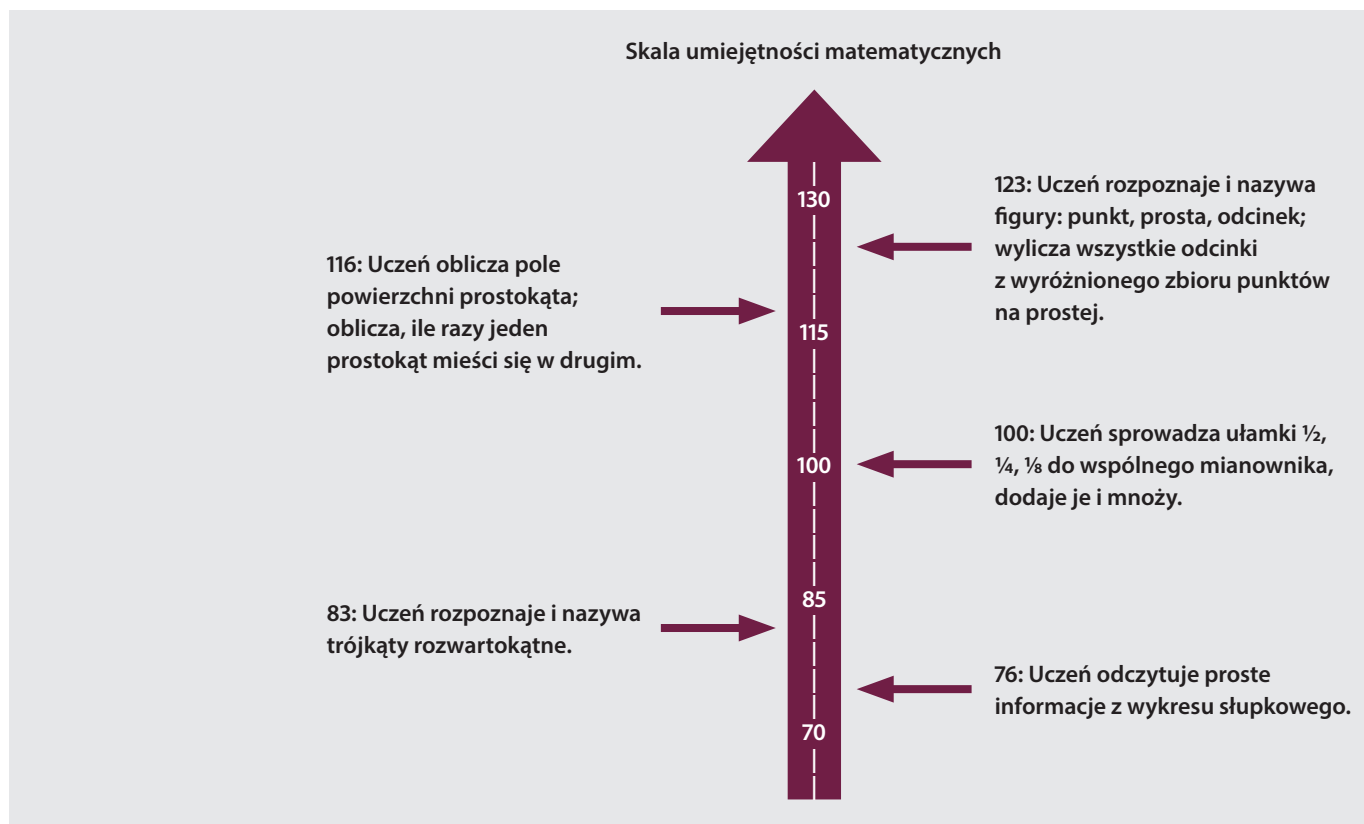 Skala umiejętności matematycznych
130
123: Uczeń rozpoznaje i nazywa
figury: punkt, prosta, odcinek;
wylicza wszystkie odcinki
z wyróżnionego zbioru punktów
na prostej.
116: Uczeń oblicza pole
powierzchni prostokąta;
oblicza, ile razy jeden
prostokąt mieści się w drugim.
115
100: Uczeń sprowadza ułamki ½,
¼, ⅛ do wspólnego mianownika,
dodaje je i mnoży.
100
85
83: Uczeń rozpoznaje i nazywa
trójkąty rozwartokątne.
76: Uczeń odczytuje proste
informacje z wykresu słupkowego.
70